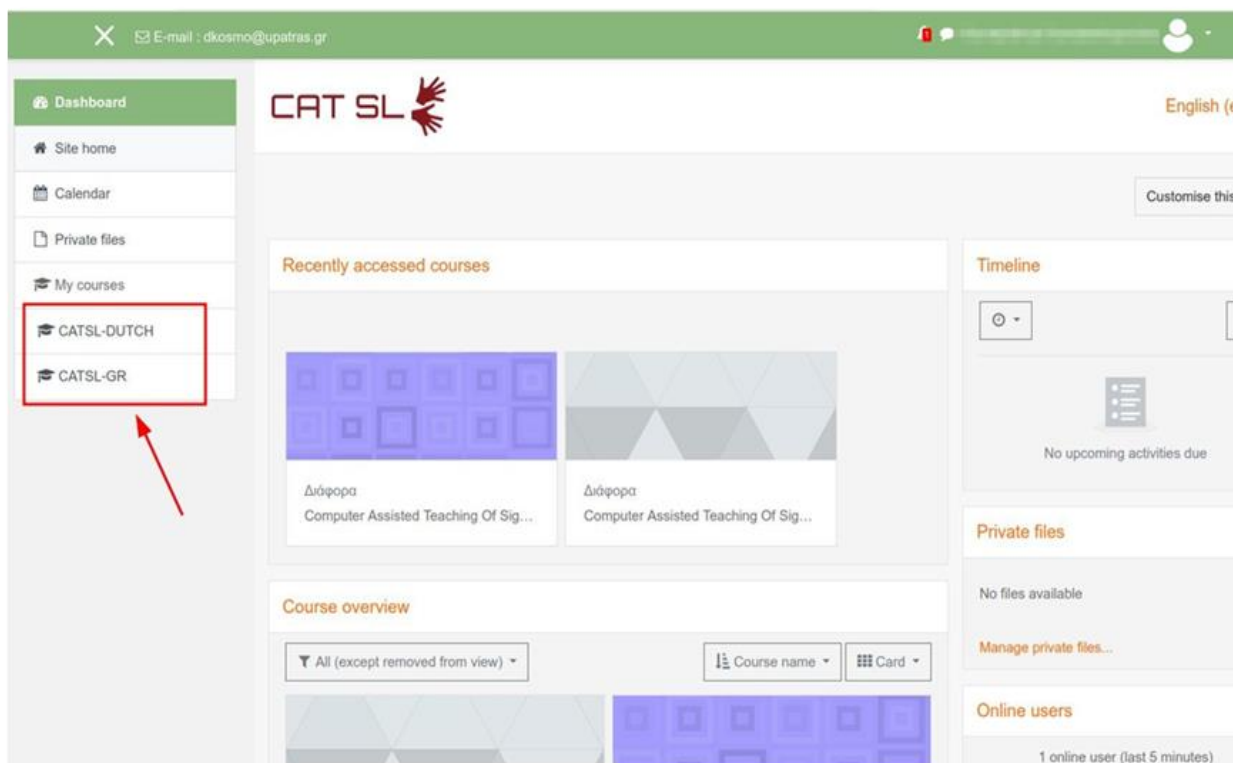 E-mail : dkosmo@upatras.gr
1
Dashboard
Site home
Calendar
Private files
My courses
CATSL-DUTCH
CATSL-GR
CAT SL
English (e
Customise this
Recently accessed courses
Διάφορα
Computer Assisted Teaching Of Sig...
Διάφορα
Computer Assisted Teaching Of Sig...
Course overview
All (except removed from view)
Course name
Card
Timeline
No upcoming activities due
Private files
No files available
Manage private files...
Online users
1 online user (last 5 minutes)